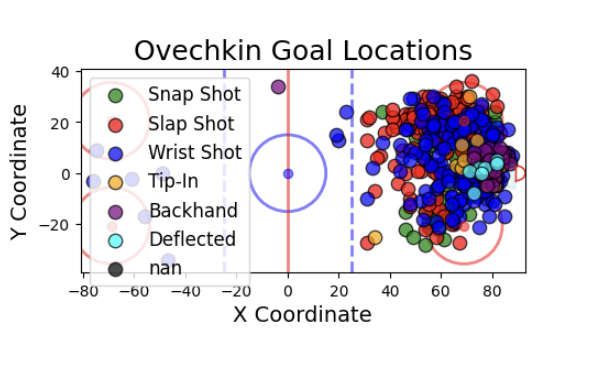 Ovechkin Goal Locations
40
20
0
−20
Y Coordinate
Snap Shot
Slap Shot
Wrist Shot
Tip-In
Backhand
Deflected
nan
−80 −60 −40 −20 0 20 40 60 80
X Coordinate